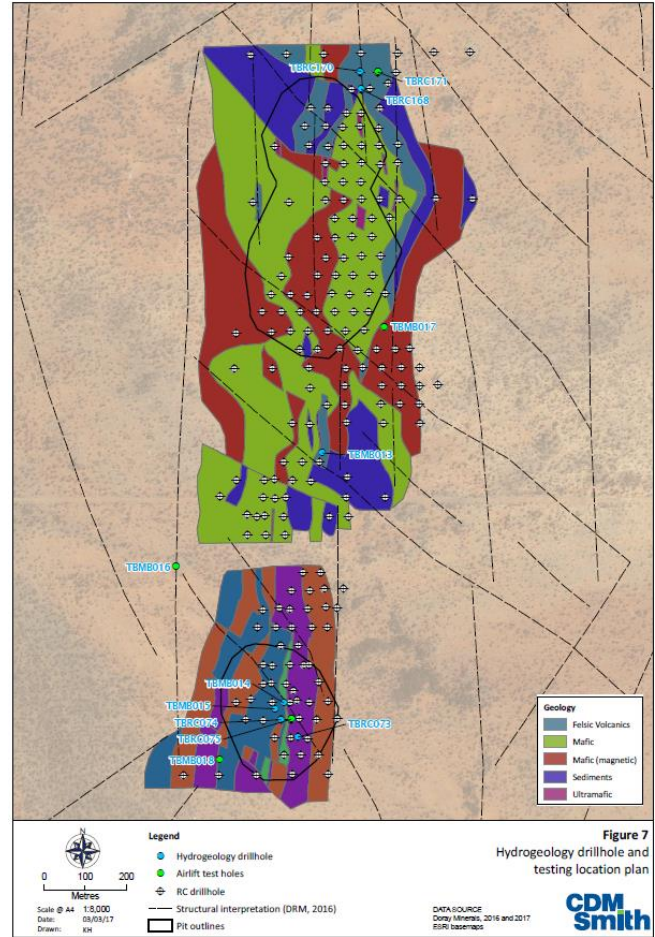 TBRC170
TBRC171
TBRC168
TBMB017
TBMB013
TBMB016
TBMB014
TBMB015
TBRC074
TBRC073
TBRC075
TBMB018
Geology
Felsic Volcanics
Mafic
Mafic (magnetic)
Sediments
Ultramafic
N
0 100 200
Metres
Scale @ A4 1:8,000
Date: 03/03/17
Drawn: KH
Legend
Hydrogeology drillhole
Airlift test holes
RC drillhole
Structural interpretation (DRM, 2016)
Pit outlines
DATA SOURCE
Doray Minerals, 2016 and 2017
ESRI basemaps
Figure 7
Hydrogeology drillhole and
testing location plan
CDM
Smith